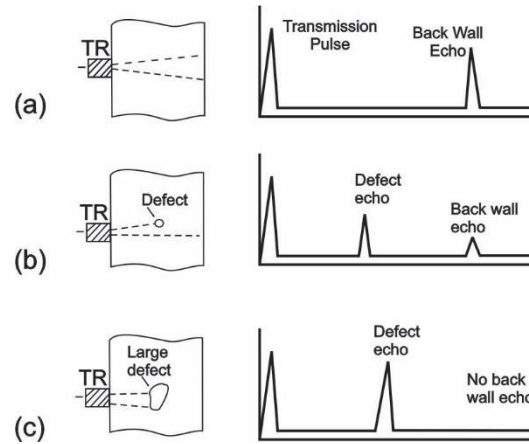 TR
(a)
Transmission
Pulse
Back Wall
Echo
TR
(b)
Defect
Defect
echo
Back wall
echo
TR
(c)
Large
defect
Defect
echo
No back
wall echo